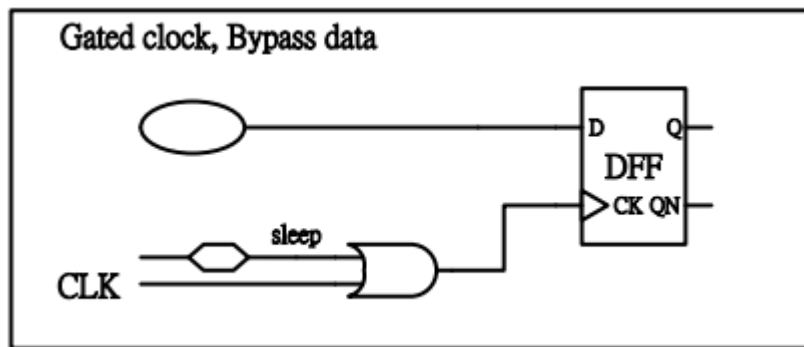 Gated clock, Bypass data
D Q
DFF
CK QN
sleep
CLK